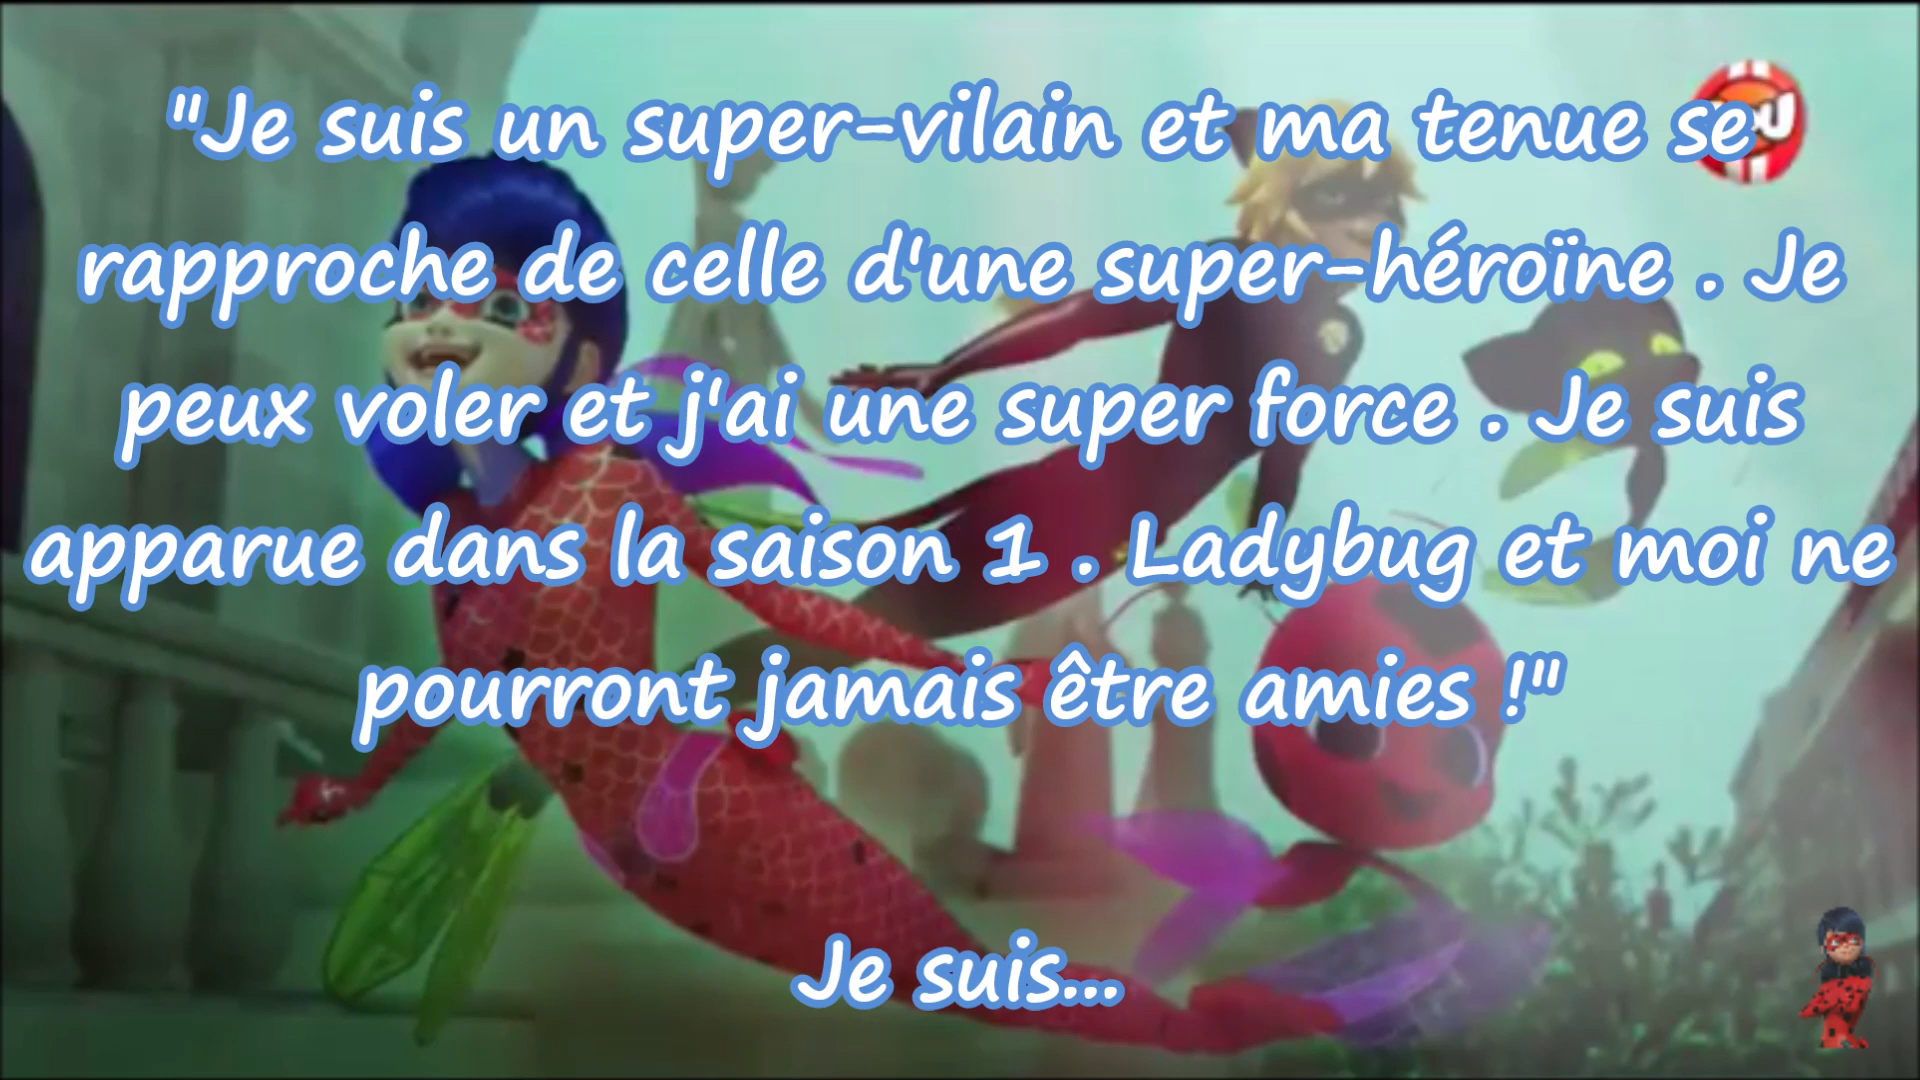 "Je suis un super-vilain et ma tenue se
rapproche de celle d'une super-héroïne . Je
peux voler et j'ai une super force . Je suis
apparue dans la saison 1 . Ladybug et moi ne
pourront jamais être amies !"
Je suis...